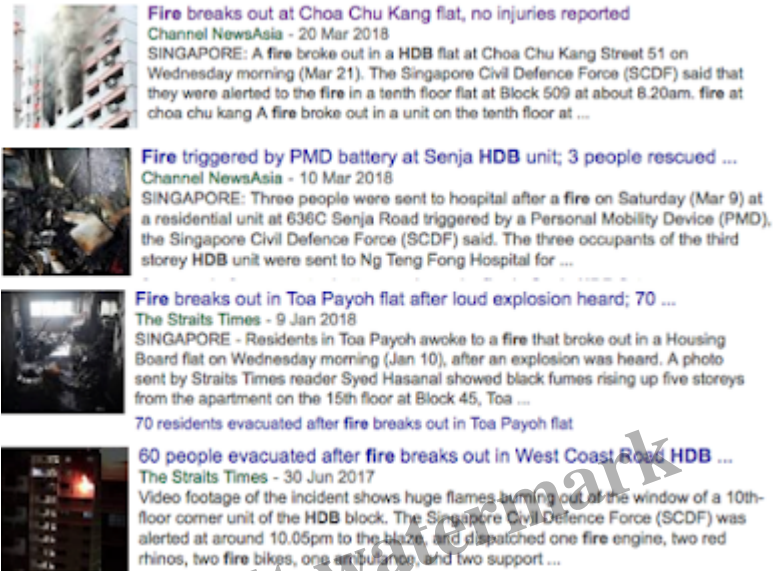 Fire breaks out at Choa Chu Kang flat, no injuries reported
Channel NewsAsia - 20 Mar 2018
SINGAPORE: A fire broke out in a HDB flat at Choa Chu Kang Street 51 on
Wednesday morning (Mar 21). The Singapore Civil Defence Force (SCDF) said that
they were alerted to the fire in a tenth floor flat at Block 509 at about 8.20am. fire at
choa chu kang A fire broke out in a unit on the tenth floor at ...
Fire triggered by PMD battery at Senja HDB unit; 3 people rescued ...
Channel NewsAsia - 10 Mar 2018
SINGAPORE: Three people were sent to hospital after a fire on Saturday (Mar 9) at
a residential unit at 636C Senja Road triggered by a Personal Mobility Device (PMD),
the Singapore Civil Defence Force (SCDF) said. The three occupants of the third
storey HDB unit were sent to Ng Teng Fong Hospital for ...
Fire breaks out in Toa Payoh flat after loud explosion heard; 70 ...
The Straits Times - 9 Jan 2018
SINGAPORE - Residents in Toa Payoh awoke to a fire that broke out in a Housing
Board flat on Wednesday morning (Jan 10), after an explosion was heard. A photo
sent by Straits Times reader Syed Hasanal showed black fumes rising up five storeys
from the apartment on the 15th floor at Block 45, Toa ...
70 residents evacuated after fire breaks out in Toa Payoh flat
60 people evacuated after fire breaks out in West Coast Road HDB ...
The Straits Times - 30 Jun 2017
Video footage of the incident shows huge flames burning out of the window of a 10th-
floor corner unit of the HDB block. The Singapore Civil Defence Force (SCDF) was
alerted at around 10.05pm to the blaze, and dispatched one fire engine, two red
rhinos, two fire bikes, one ambulance, and two support ...
watermark